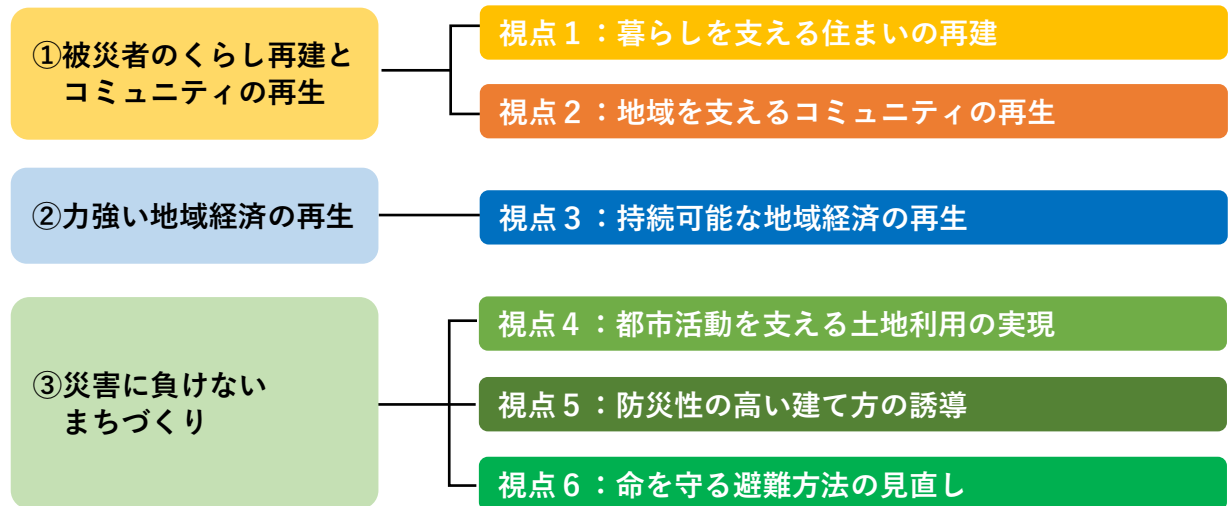 ①被災者のくらし再建と
コミュニティの再生
視点１：暮らしを支える住まいの再建
視点２：地域を支えるコミュニティの再生
②力強い地域経済の再生
視点３：持続可能な地域経済の再生
③災害に負けない
まちづくり
視点４：都市活動を支える土地利用の実現
視点５：防災性の高い建て方の誘導
視点６：命を守る避難方法の見直し